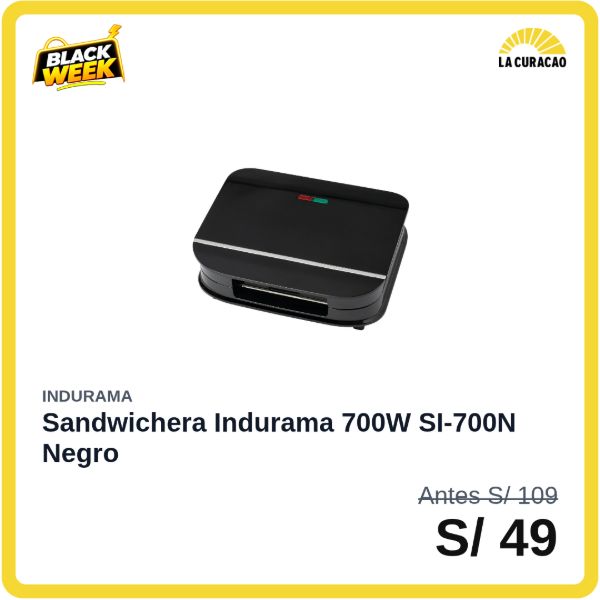 BLACK
WEEK
LA CURACAO
INDURAMA
Sandwichera Indurama 700W SI-700N
Negro
Antes S/ 109
S/ 49